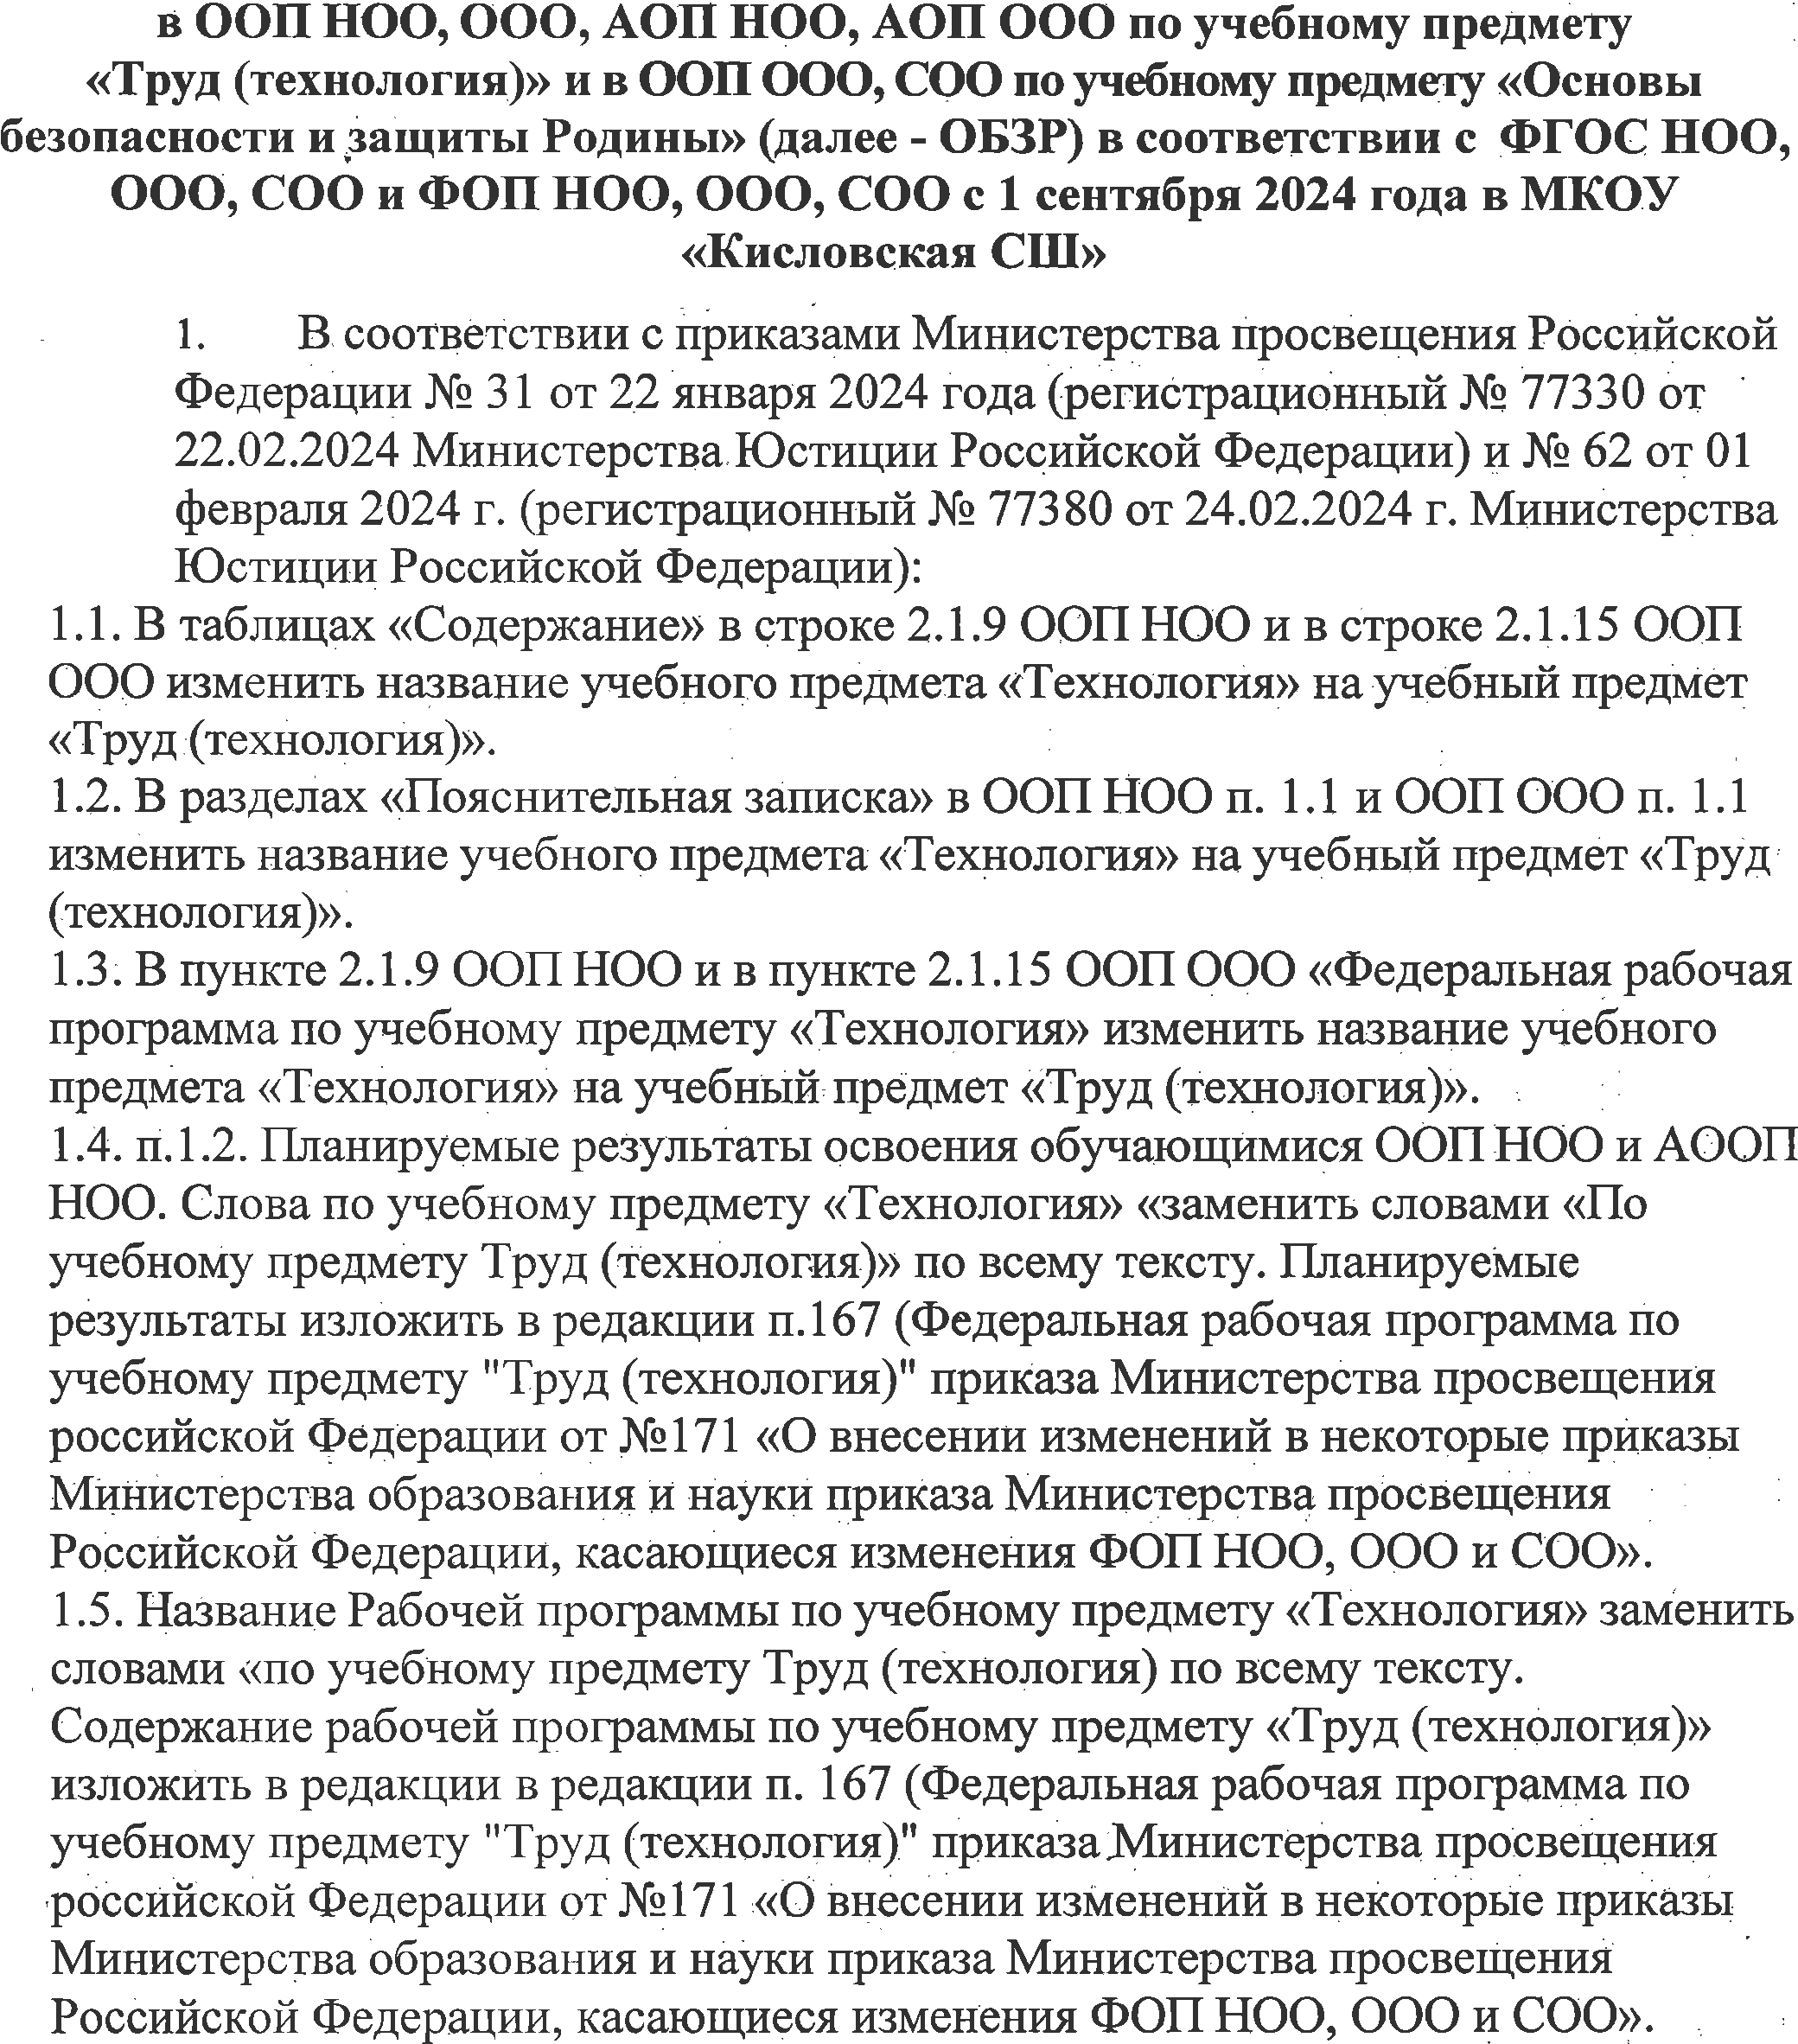 в ООП НОО, ООО, АОП НОО, АОП ООО по учебному предмету
«Труд (технология)» и в ООП ООО, СОО по учебному предмету «Основы
безопасности и защиты Родины» (далее - ОБЗР) в соответствии с ФГОС НОО,
ООО, СОО и ФОП НОО, ООО, СОО с 1 сентября 2024 года в МКОУ
«Кисловская СШ»
1. В соответствии с приказами Министерства просвещения Российской
Федерации № 31 от 22 января 2024 года (регистрационный № 77330 от
22.02.2024 Министерства Юстиции Российской Федерации) и № 62 от 01
февраля 2024 г. (регистрационный № 77380 от 24.02.2024 г. Министерства
Юстиции Российской Федерации):
1.1. В таблицах «Содержание» в строке 2.1.9 ООП НОО и в строке 2.1.15 ООП
ООО изменить название учебного предмета «Технология» на учебный предмет
«Труд (технология)».
1.2. В разделах «Пояснительная записка» в ООП НОО п. 1.1 и ООП ООО п. 1.1
изменить название учебного предмета «Технология» на учебный предмет «Труд
(технология)».
1.3. В пункте 2.1.9 ООП НОО и в пункте 2.1.15 ООП ООО «Федеральная рабочая
программа по учебному предмету «Технология» изменить название учебного
предмета «Технология» на учебный предмет «Труд (технология)».
1.4. п.1.2. Планируемые результаты освоения обучающимися ООП НОО и АООП
НОО. Слова по учебному предмету «Технология» «заменить словами «По
учебному предмету Труд (технология)» по всему тексту. Планируемые
результаты изложить в редакции п.167 (Федеральная рабочая программа по
учебному предмету "Труд (технология)" приказа Министерства просвещения
российской Федерации от №171 «О внесении изменений в некоторые приказы
Министерства образования и науки приказа Министерства просвещения
Российской Федерации, касающиеся изменения ФОП НОО, ООО и СОО».
1.5. Название Рабочей программы по учебному предмету «Технология» заменить
словами «по учебному предмету Труд (технология) по всему тексту.
Содержание рабочей программы по учебному предмету «Труд (технология)»
изложить в редакции в редакции п. 167 (Федеральная рабочая программа по
учебному предмету "Труд (технология)" приказа Министерства просвещения
российской Федерации от №171 «О внесении изменений в некоторые приказы
Министерства образования и науки приказа Министерства просвещения
Российской Федерации, касающиеся изменения ФОП НОО, ООО и СОО».